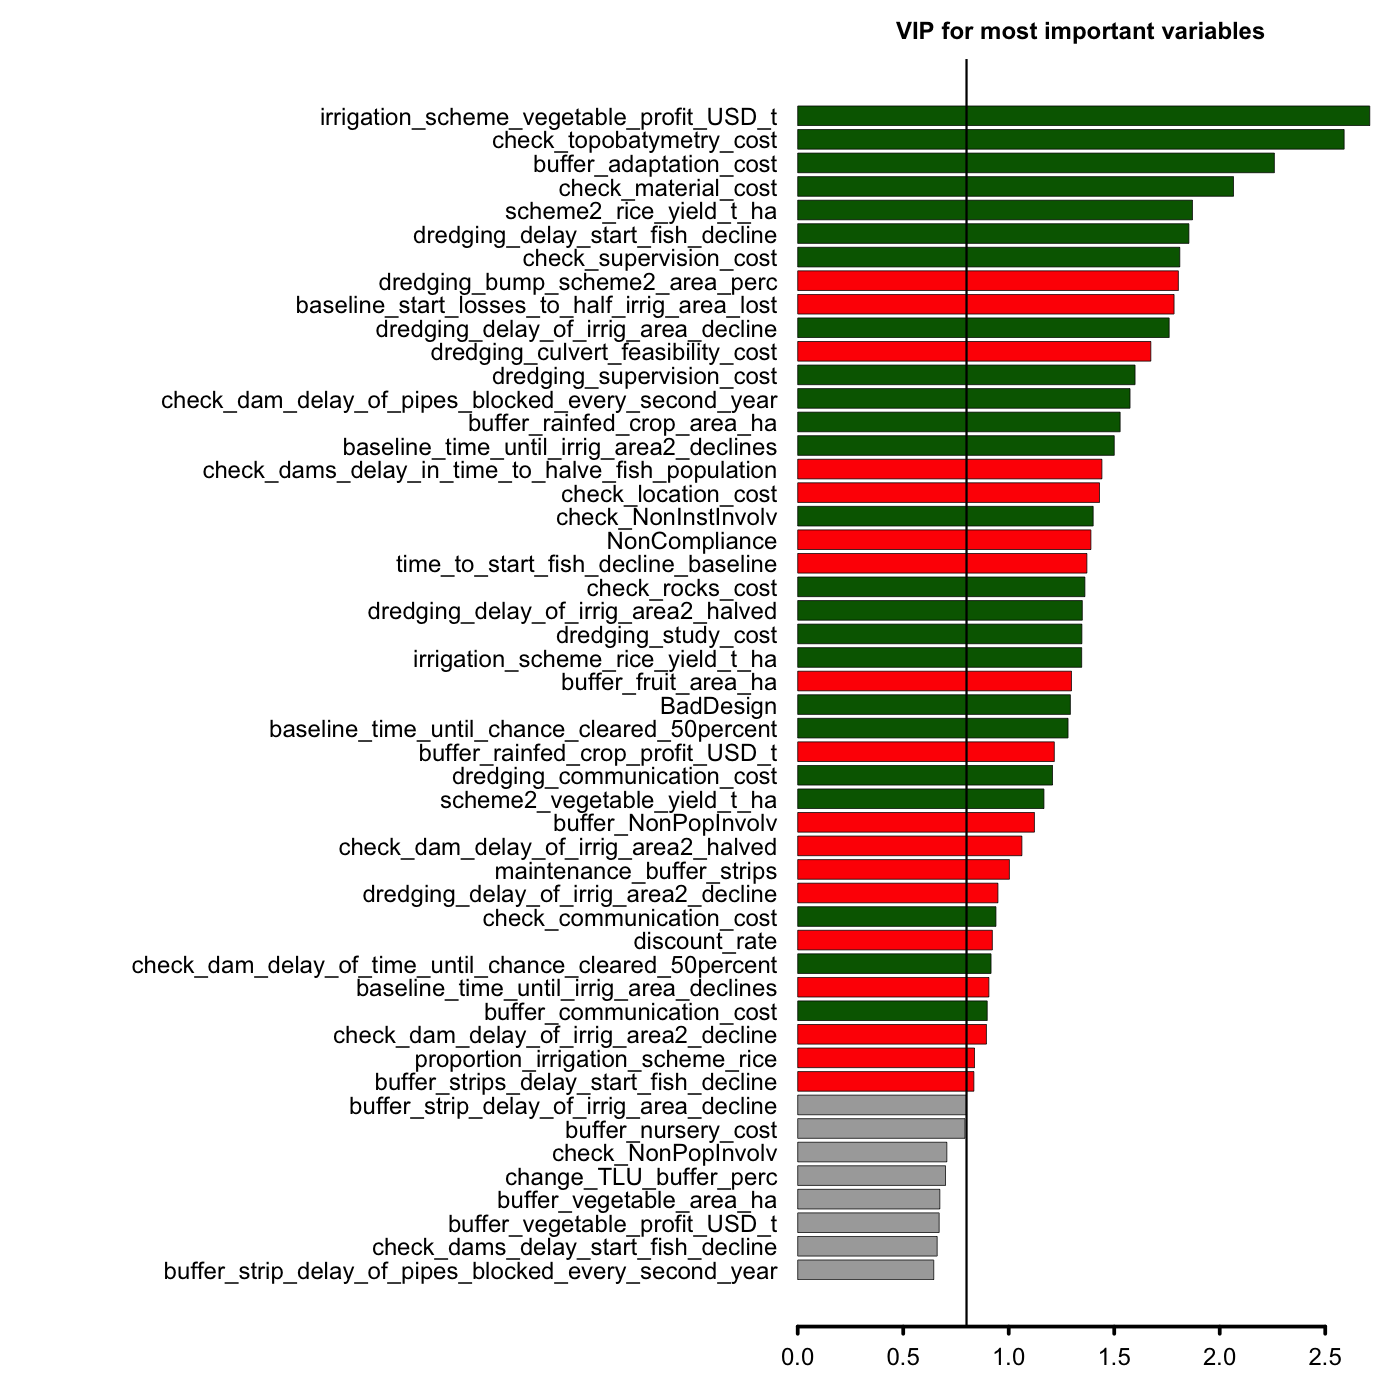 VIP for most important variables
irrigation_scheme_vegetable_profit_USD_t
check_topobatymetry_cost
buffer_adaptation_cost
check_material_cost
scheme2_rice_yield_t_ha
dredging_delay_start_fish_decline
check_supervision_cost
dredging_bump_scheme2_area_perc
baseline_start_losses_to_half_irrig_area_lost
dredging_delay_of_irrig_area_decline
dredging_culvert_feasibility_cost
dredging_supervision_cost
check_dam_delay_of_pipes_blocked_every_second_year
buffer_rainfed_crop_area_ha
baseline_time_until_irrig_area2_declines
check_dams_delay_in_time_to_halve_fish_population
check_location_cost
check_NonInstInvolv
NonCompliance
time_to_start_fish_decline_baseline
check_rocks_cost
dredging_delay_of_irrig_area2_halved
dredging_study_cost
irrigation_scheme_rice_yield_t_ha
buffer_fruit_area_ha
BadDesign
baseline_time_until_chance_cleared_50percent
buffer_rainfed_crop_profit_USD_t
dredging_communication_cost
scheme2_vegetable_yield_t_ha
buffer_NonPopInvolv
check_dam_delay_of_irrig_area2_halved
maintenance_buffer_strips
dredging_delay_of_irrig_area2_decline
check_communication_cost
discount_rate
check_dam_delay_of_time_until_chance_cleared_50percent
baseline_time_until_irrig_area_declines
buffer_communication_cost
check_dam_delay_of_irrig_area2_decline
proportion_irrigation_scheme_rice
buffer_strips_delay_start_fish_decline
buffer_strip_delay_of_irrig_area_decline
buffer_nursery_cost
check_NonPopInvolv
change_TLU_buffer_perc
buffer_vegetable_area_ha
buffer_vegetable_profit_USD_t
check_dams_delay_start_fish_decline
buffer_strip_delay_of_pipes_blocked_every_second_year
0.0 0.5 1.0 1.5 2.0 2.5